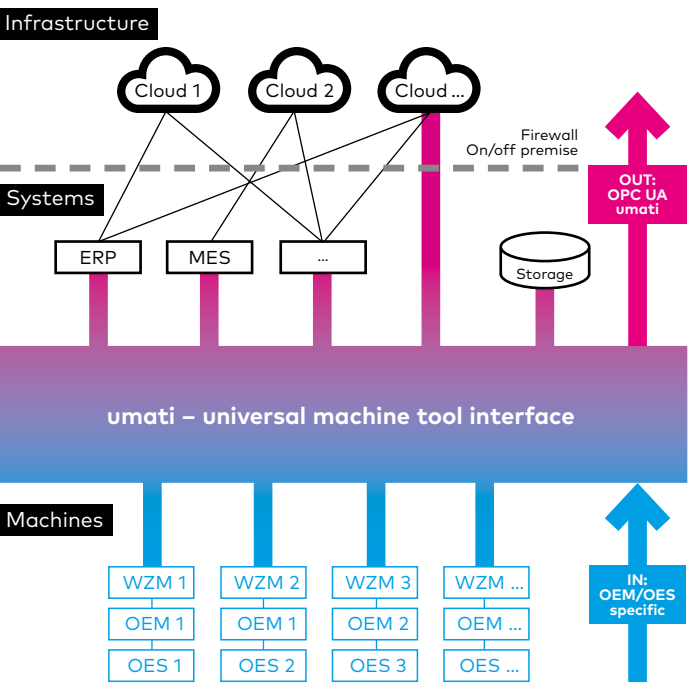 Infrastructure
Cloud 1
Cloud 2
Cloud ...
Firewall
On/off premise
OUT:
OPC UA
umati
Systems
ERP
MES
...
Storage
umati – universal machine tool interface
Machines
WZM 1
WZM 2
WZM 3
WZM ...
OEM 1
OEM 1
OEM 2
OEM ...
OES 1
OES 2
OES 3
OES ...
IN:
OEM/OES
specific